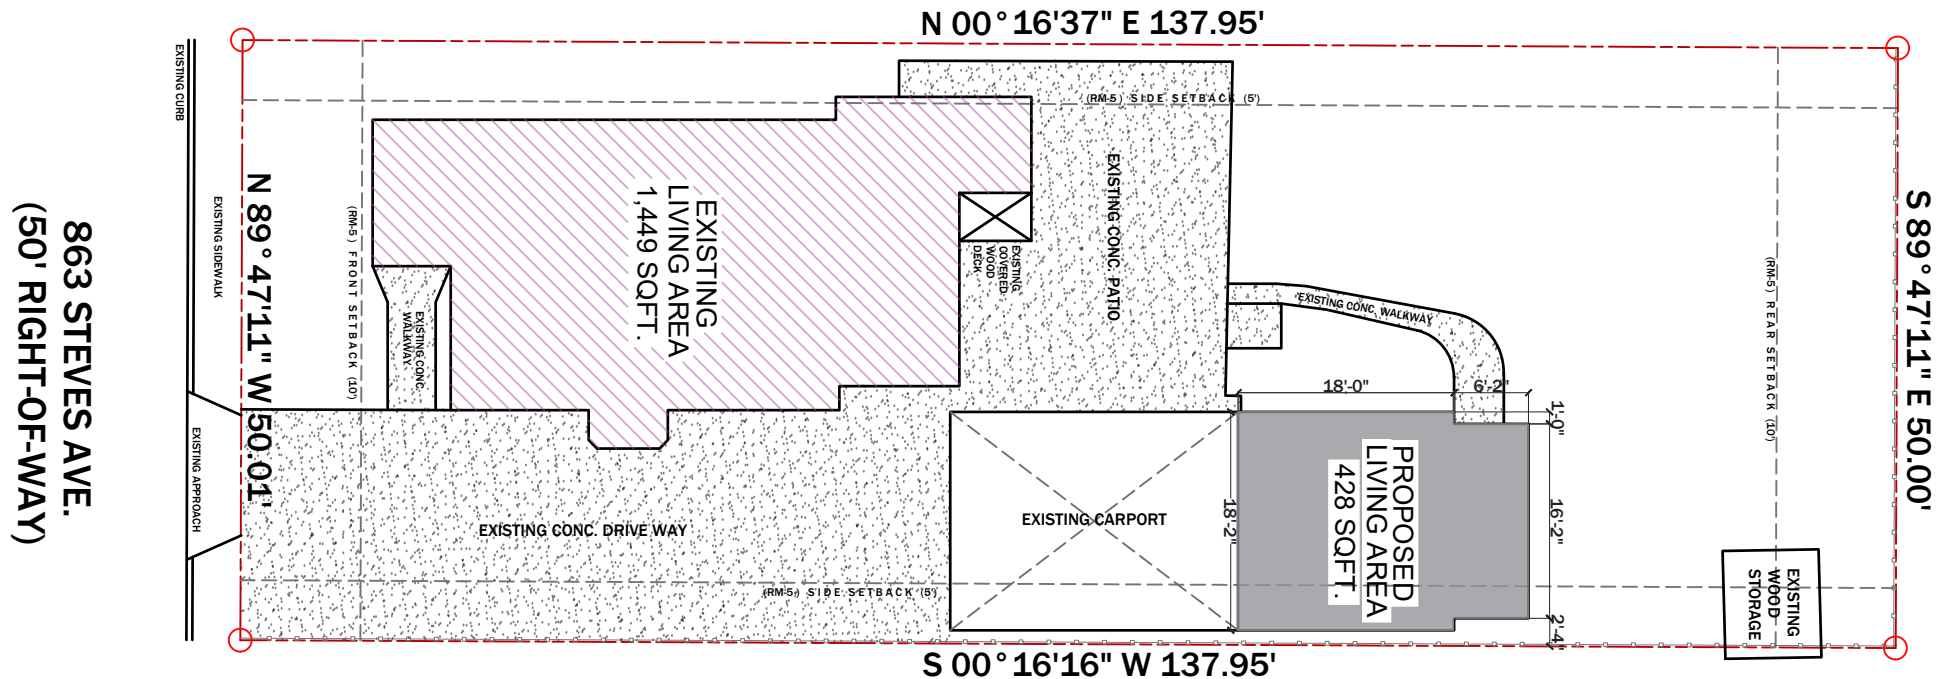 N 00°16'37" E 137.95'
EXISTING CURB
(RM-5) SIDE SETBACK (5')
863 STEVES AVE.
(50' RIGHT-OF-WAY)
EXISTING SIDEWALK
N 89°47'11" W 50.01'
(RM-5) FRONT SETBACK (10')
EXISTING
LIVING AREA
1,449 SQFT.
EXISTING
COVERED
WOOD
DECK
EXISTING CONC. PATIO
EXISTING CONC. WALKWAY
(RM-5) REAR SETBACK (10')
S 89°47'11" E 50.00'
EXISTING CONC.
WALKWAY
18'-0"
6'-2"
1'-0"
EXISTING APPROACH
EXISTING CONC. DRIVE WAY
EXISTING CARPORT
18'-2"
PROPOSED
LIVING AREA
428 SQFT.
16'-2"
2'-4"
EXISTING
WOOD
STORAGE
(RM-5) SIDE SETBACK (5')
S 00°16'16" W 137.95'